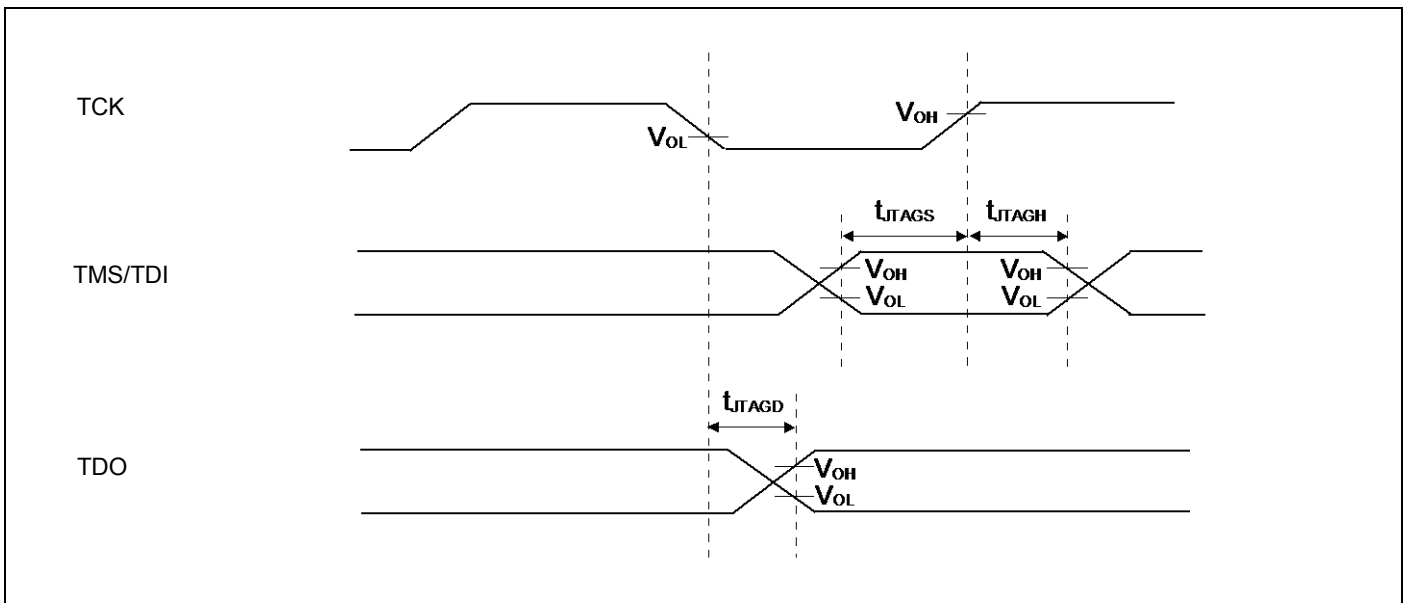 TCK
VOL
VOH
tJTAGS
tJTAGH
TMS/TDI
VOH
VOL
VOH
VOL
tJTAGD
TDO
VOH
VOL